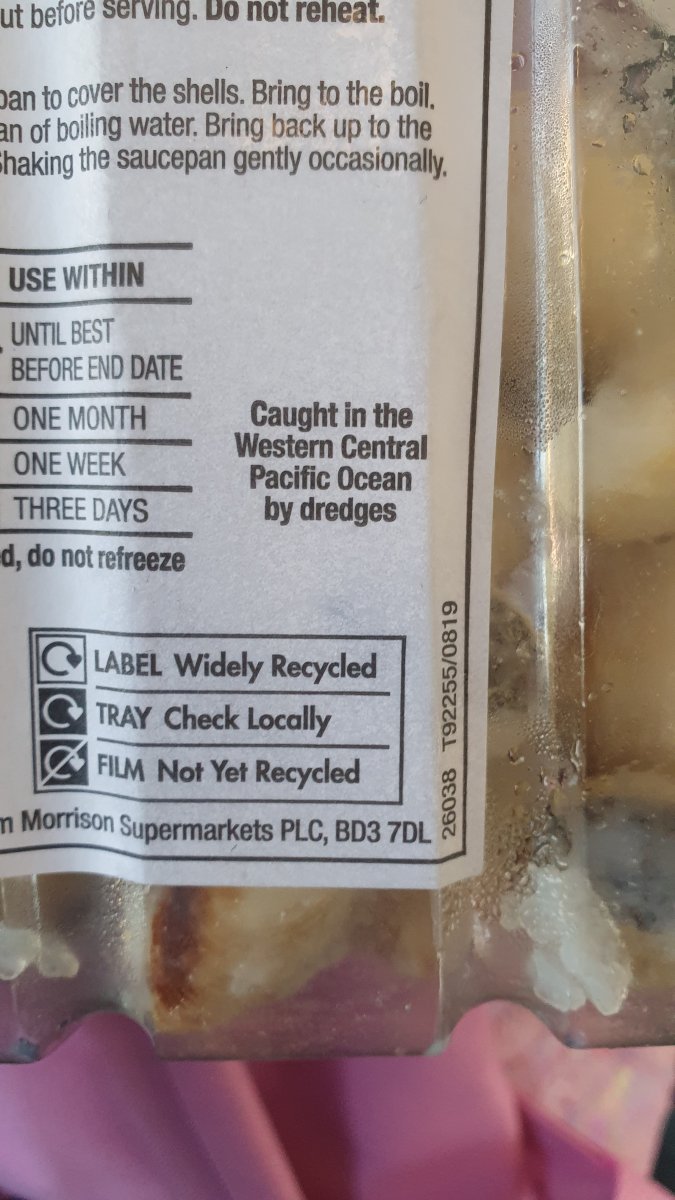 ut before serving. Do not reheat.
pan to cover the shells. Bring to the boil.
an of boiling water. Bring back up to the
Shaking the saucepan gently occasionally.
USE WITHIN
UNTIL BEST
BEFORE END DATE
ONE MONTH
ONE WEEK
THREE DAYS
d, do not refreeze
Caught in the
Western Central
Pacific Ocean
by dredges
LABEL Widely Recycled
TRAY Check Locally
FILM Not Yet Recycled
m Morrison Supermarkets PLC, BD3 7DL
26038 T92255/0819